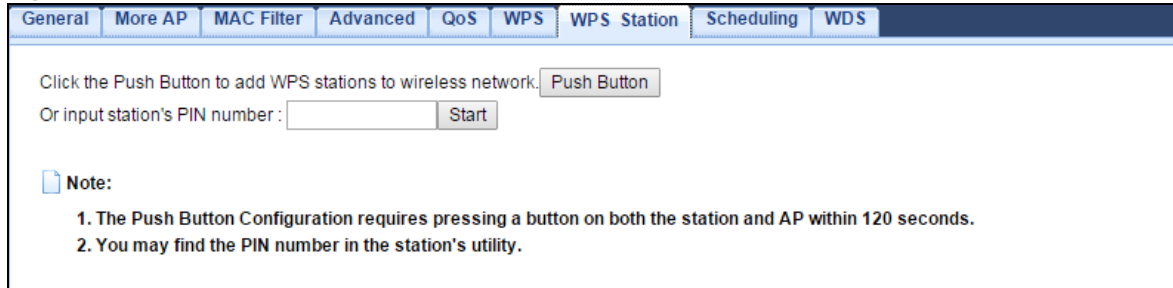 General More AP MAC Filter Advanced QoS WPS WPS Station Scheduling WDS
Click the Push Button to add WPS stations to wireless network. Push Button
Or input station's PIN number : Start
Note:
1. The Push Button Configuration requires pressing a button on both the station and AP within 120 seconds.
2. You may find the PIN number in the station's utility.